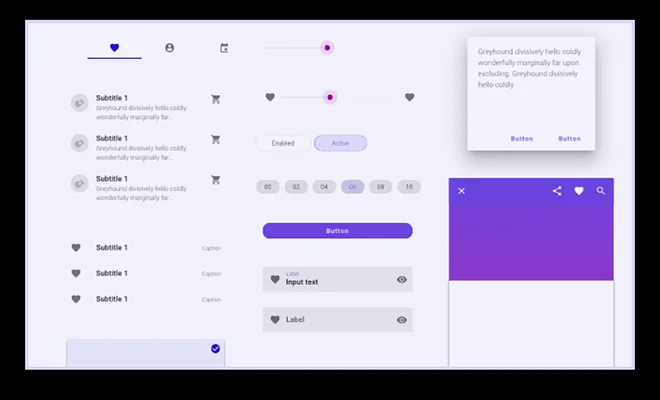 Subtitle 1
Greyhound divisively hello coldly
wonderfully marginally far upon...
Subtitle 1
Greyhound divisively hello coldly
wonderfully marginally far...
Subtitle 1
Greyhound divisively hello coldly
wonderfully marginally far...
Subtitle 1 Caption
Subtitle 1 Caption
Subtitle 1 Caption
Enabled Active
00 02 04 06 08 10
Button
Label
Input text
Label
Greyhound divisively hello coldly
wonderfully marginally far upon
excluding. Greyhound divisively
hello coldly
Button Button